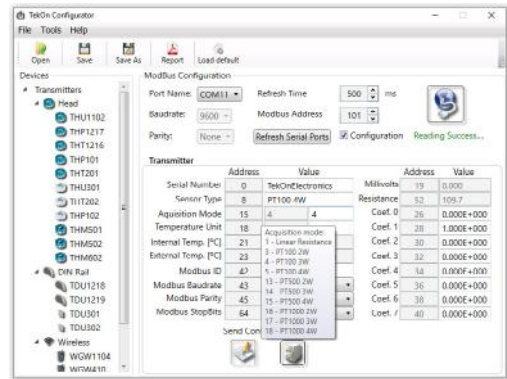 TekOn Configurator
File Tools Help
Open Save Save As Report Load default
Devices
Transmitters
Head
THU1102
THP1217
THT1216
THP101
THT201
THU301
THT202
THP102
THM501
THM502
THM602
DIN Rail
TDU1218
TDU1219
TDU301
TDU302
Wireless
WGW1104
WGW410
ModBus Configuration
Port Name: COM11 Refresh Time 500 ms
Baudrate: 9600 Modbus Address 101
Parity: None Refresh Serial Ports Configuration Reading Success...
Transmitter
Address Value Address Value
Serial Number 0 TekOnElectronics Millivolts 19 0.000
Sensor Type 8 PT100 4W Resistance 52 109.7
Aquisition Mode 15 4 4 Coef. 0 26 0.000E+000
Temperature Unit 18 Coef. 1 28 1.000E+000
Internal Temp. [ºC] 21 Coef. 2 30 0.000E+000
External Temp. [ºC] 23 Coef. 3 32 0.000E+000
Modbus ID 42 Coef. 4 34 0.000E+000
Modbus Baudrate 43 Coef. 5 36 0.000E+000
Modbus Parity 45 Coef. 6 38 0.000E+000
Modbus StopBits 64 Coef. 7 40 0.000E+000
Acquisition mode:
1 - Linear Resistance
3 - PT100 2W
4 - PT100 3W
5 - PT100 4W
13 - PT500 2W
14 - PT500 3W
15 - PT500 4W
16 - PT1000 2W
17 - PT1000 3W
18 - PT1000 4W
Send Con